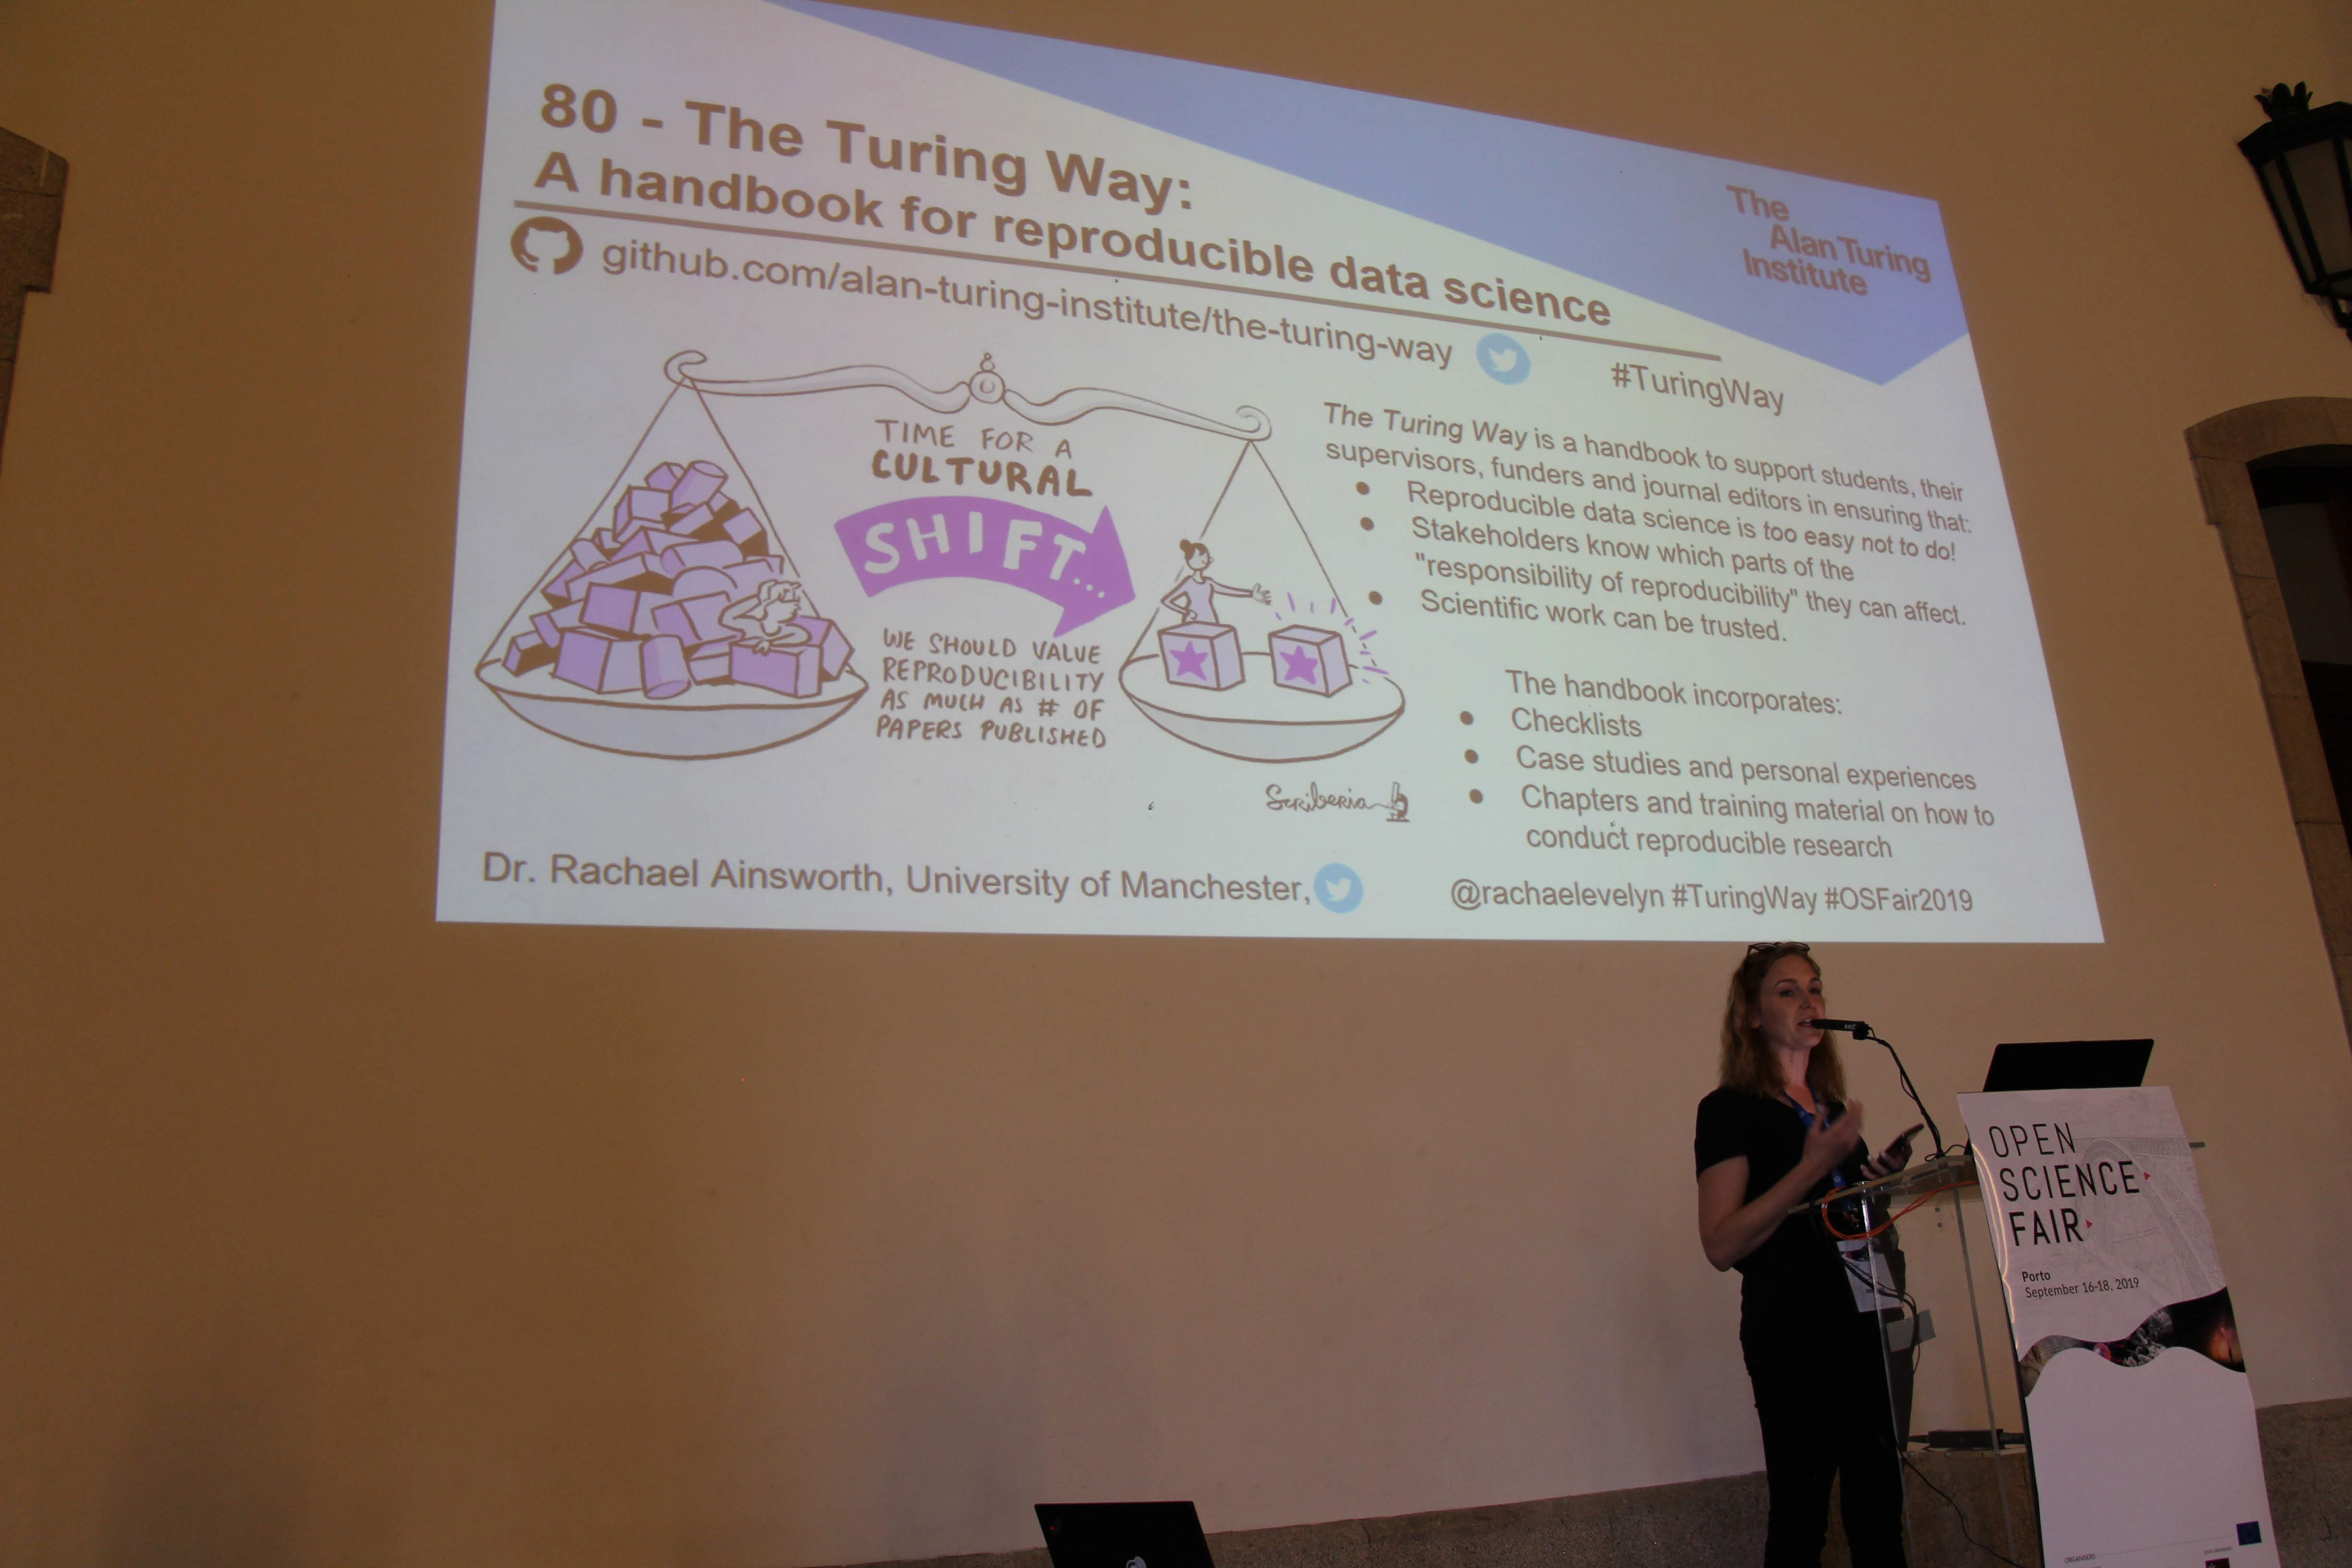 80 - The Turing Way:
A handbook for reproducible data science
The
Alan Turing
Institute
github.com/alan-turing-institute/the-turing-way
#TuringWay
TIME FOR A
CULTURAL
SHIFT...
WE SHOULD VALUE
REPRODUCIBILITY
AS MUCH AS # OF
PAPERS PUBLISHED
Scriberia
The Turing Way is a handbook to support students, their
supervisors, funders and journal editors in ensuring that:
● Reproducible data science is too easy not to do!
● Stakeholders know which parts of the
"responsibility of reproducibility" they can affect.
● Scientific work can be trusted.
The handbook incorporates:
● Checklists
● Case studies and personal experiences
● Chapters and training material on how to
conduct reproducible research
Dr. Rachael Ainsworth, University of Manchester,
@rachaelevelyn #TuringWay #OSFair2019
AKG
OPEN
SCIENCE
FAIR
Porto
September 16-18, 2019
ORGANISERS